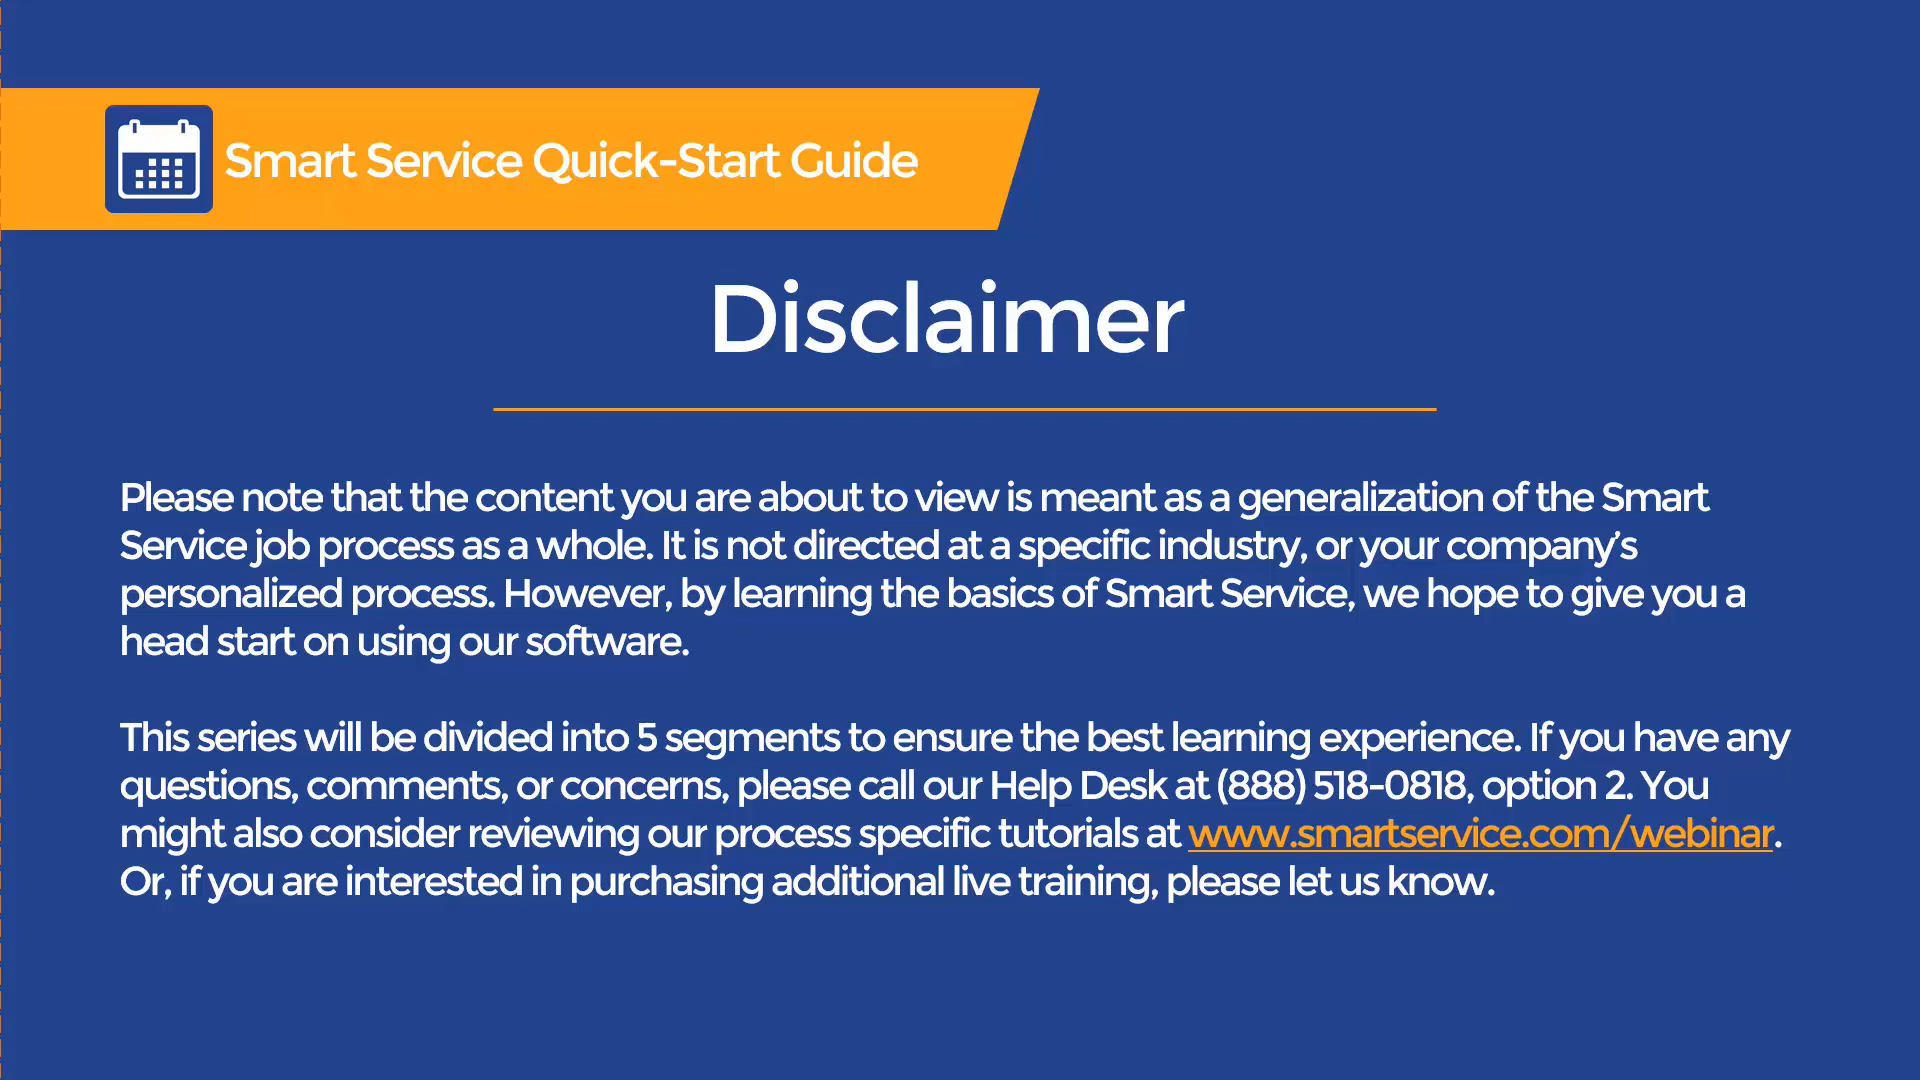 Smart Service Quick-Start Guide
Disclaimer
Please note that the content you are about to view is meant as a generalization of the Smart
Service job process as a whole. It is not directed at a specific industry, or your company’s
personalized process. However, by learning the basics of Smart Service, we hope to give you a
head start on using our software.
This series will be divided into 5 segments to ensure the best learning experience. If you have any
questions, comments, or concerns, please call our Help Desk at (888) 518-0818, option 2. You
might also consider reviewing our process specific tutorials at www.smartservice.com/webinar.
Or, if you are interested in purchasing additional live training, please let us know.